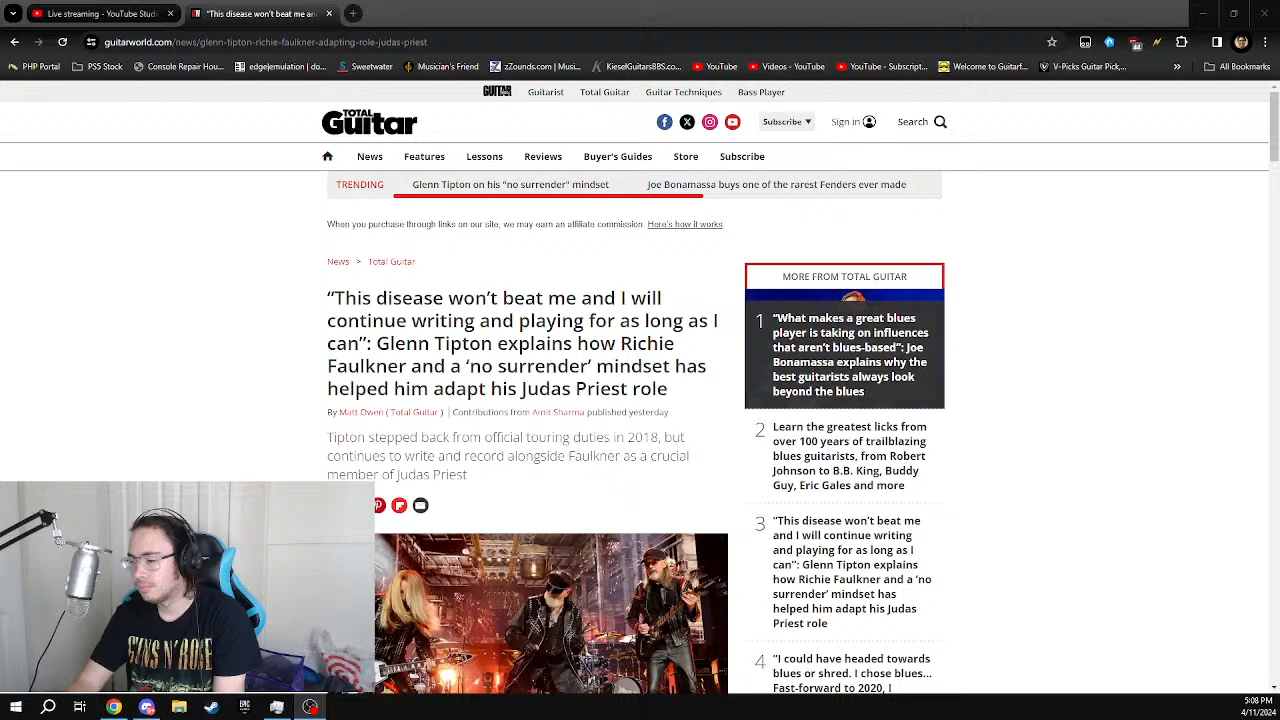 Live streaming - YouTube Studi
“This disease won’t beat me an
guitarworld.com/news/glenn-tipton-richie-faulkner-adapting-role-judas-priest
44
PHP Portal
PS5 Stock
Console Repair Hou...
edge|emulation | do...
Sweetwater
Musician's Friend
zZounds.com | Musi...
KieselGuitarsBBS.co...
YouTube
Videos - YouTube
YouTube - Subscript...
Welcome to Guitarf...
V-Picks Guitar Pick,...
»
All Bookmarks
GUITAR
Guitarist
Total Guitar
Guitar Techniques
Bass Player
TOTAL
Guitar
Subscribe ▼
Sign in
Search
News
Features
Lessons
Reviews
Buyer's Guides
Store
Subscribe
TRENDING
Glenn Tipton on his "no surrender" mindset
Joe Bonamassa buys one of the rarest Fenders ever made
When you purchase through links on our site, we may earn an affiliate commission. Here’s how it works.
News > Total Guitar
“This disease won’t beat me and I will
continue writing and playing for as long as I
can”: Glenn Tipton explains how Richie
Faulkner and a ‘no surrender’ mindset has
helped him adapt his Judas Priest role
By Matt Owen ( Total Guitar ) | Contributions from Amit Sharma published yesterday
Tipton stepped back from official touring duties in 2018, but
continues to write and record alongside Faulkner as a crucial
member of Judas Priest
MORE FROM TOTAL GUITAR
1
“What makes a great blues
player is taking on influences
that aren’t blues-based”: Joe
Bonamassa explains why the
best guitarists always look
beyond the blues
2
Learn the greatest licks from
over 100 years of trailblazing
blues guitarists, from Robert
Johnson to B.B. King, Buddy
Guy, Eric Gales and more
3
“This disease won’t beat me
and I will continue writing
and playing for as long as I
can”: Glenn Tipton explains
how Richie Faulkner and a ‘no
surrender’ mindset has
helped him adapt his Judas
Priest role
4
“I could have headed towards
blues or shred. I chose blues...
Fast-forward to 2020, I
GUNS N' ROSE
EPIC
GAMES
5:08 PM
4/11/2024